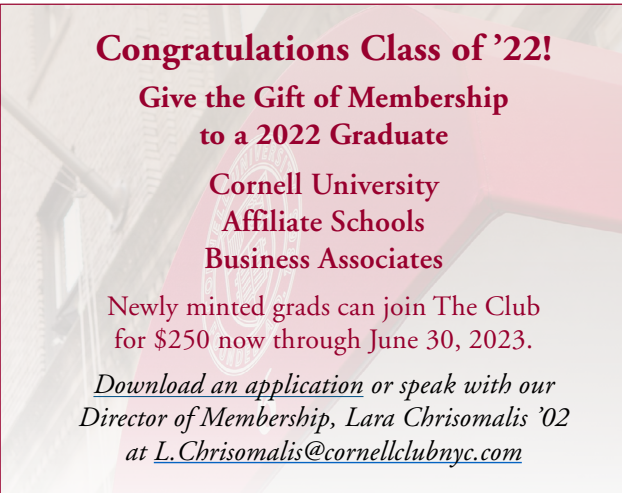 Congratulations Class of ’22!
Give the Gift of Membership
to a 2022 Graduate
Cornell University
Affiliate Schools
Business Associates
Newly minted grads can join The Club
for $250 now through June 30, 2023.
Download an application or speak with our
Director of Membership, Lara Chrisomalis ’02
at L.Chrisomalis@cornellclubnyc.com